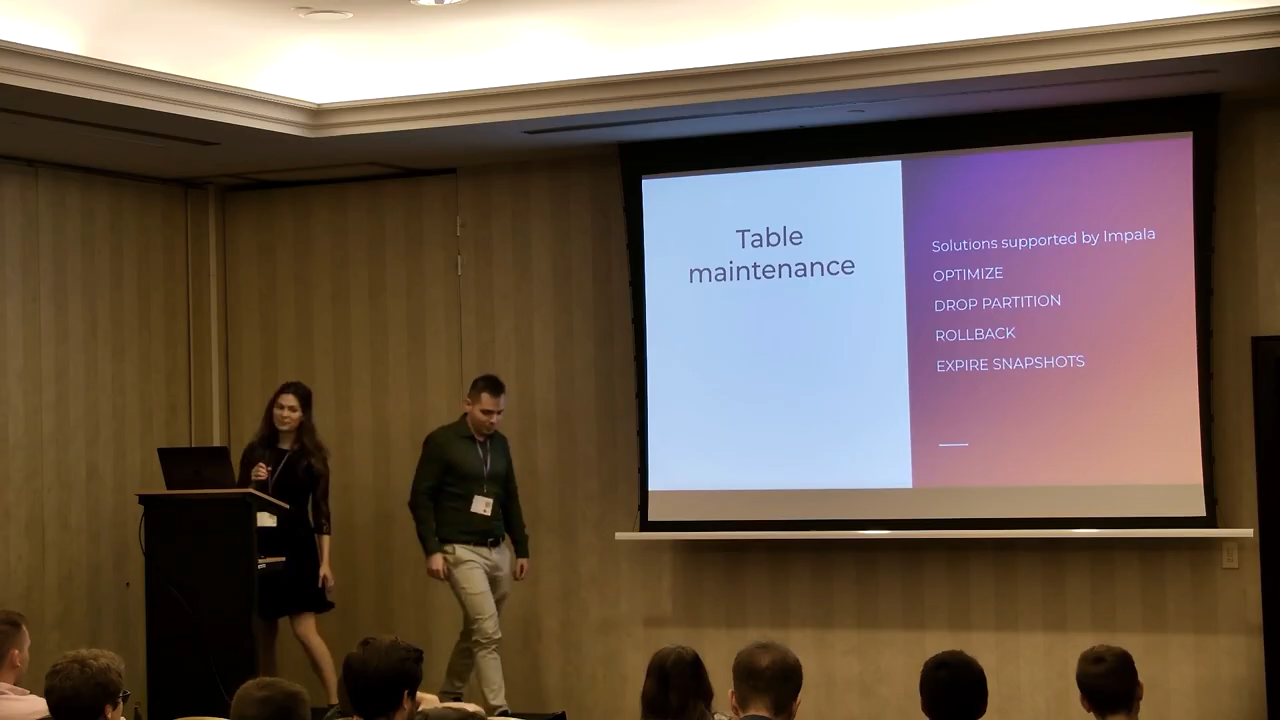 Table
maintenance
Solutions supported by Impala
OPTIMIZE
DROP PARTITION
ROLLBACK
EXPIRE SNAPSHOTS